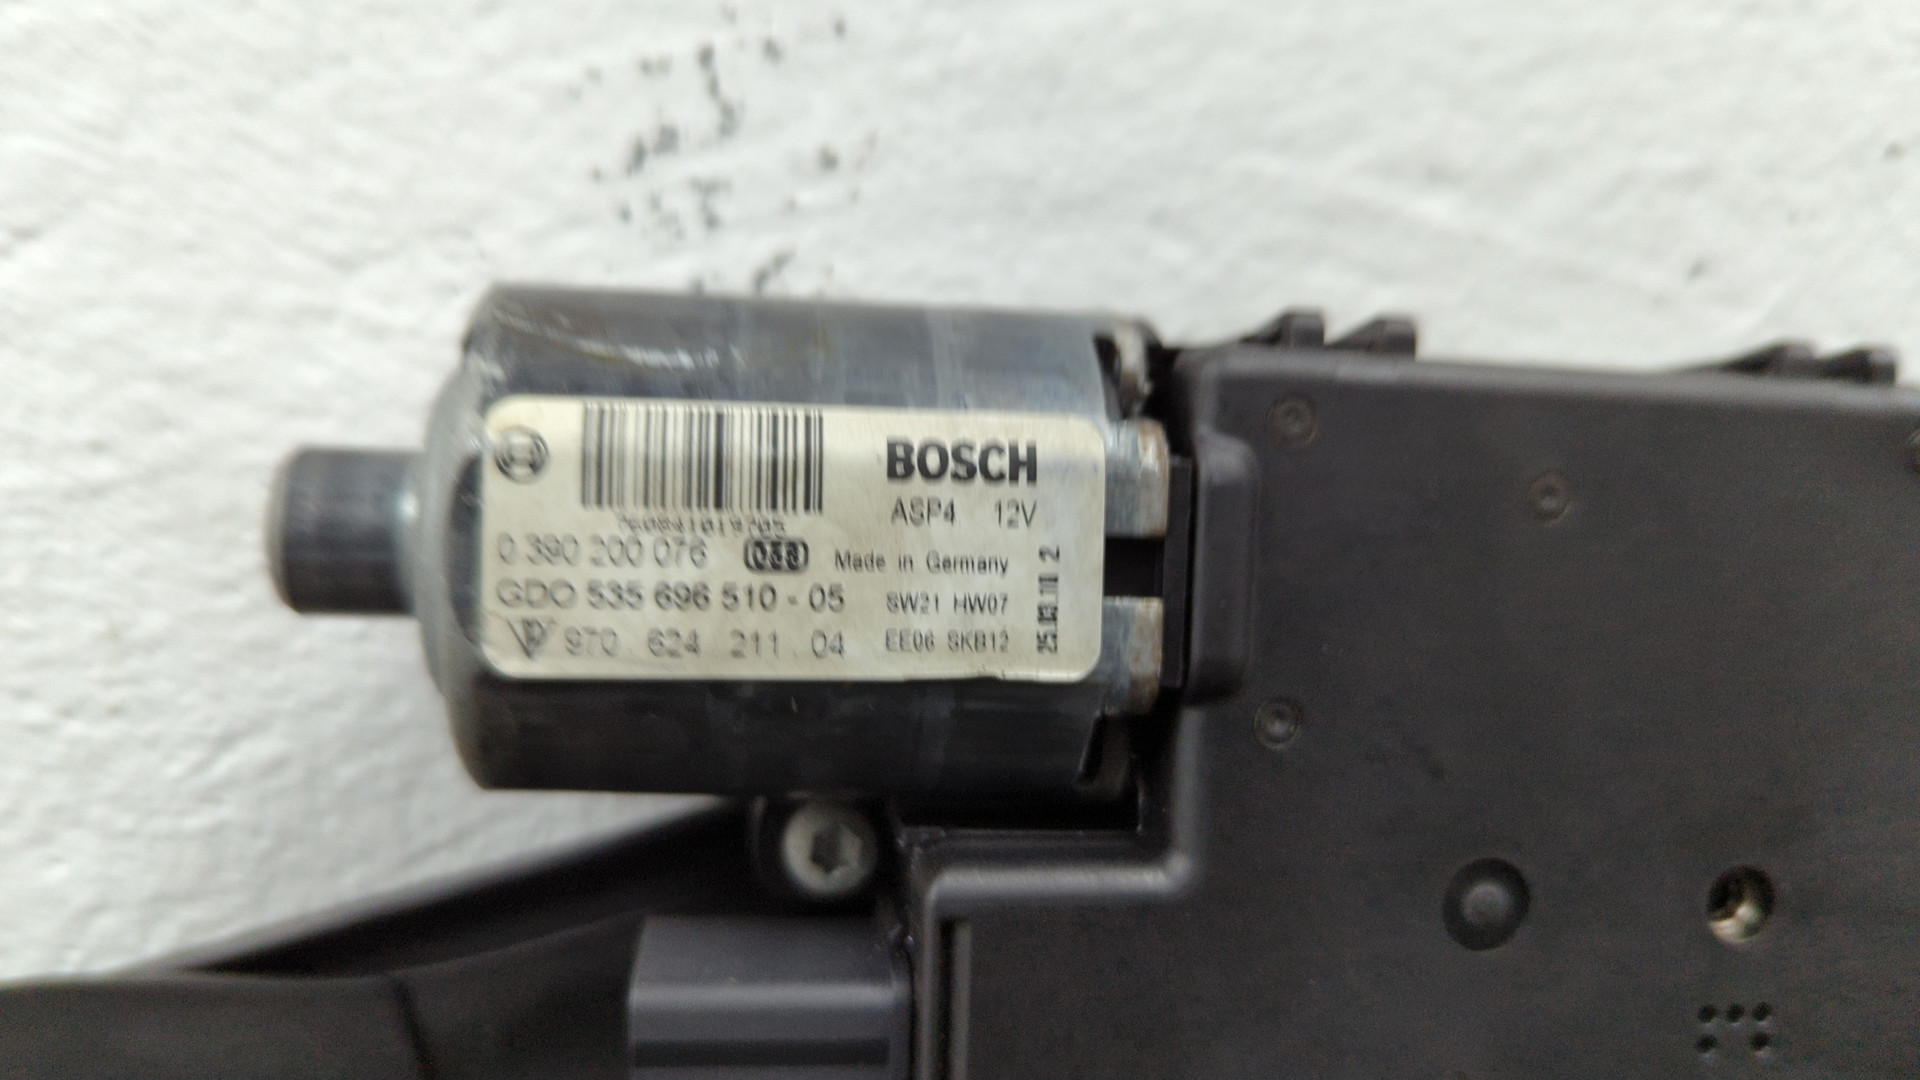 BOSCH
ASP4 12V
0 390 200 076
Made in Germany
GDO 535 696 510 - 05
SW21 HW07
970 . 624 . 211 . 04
EE06 SKB12